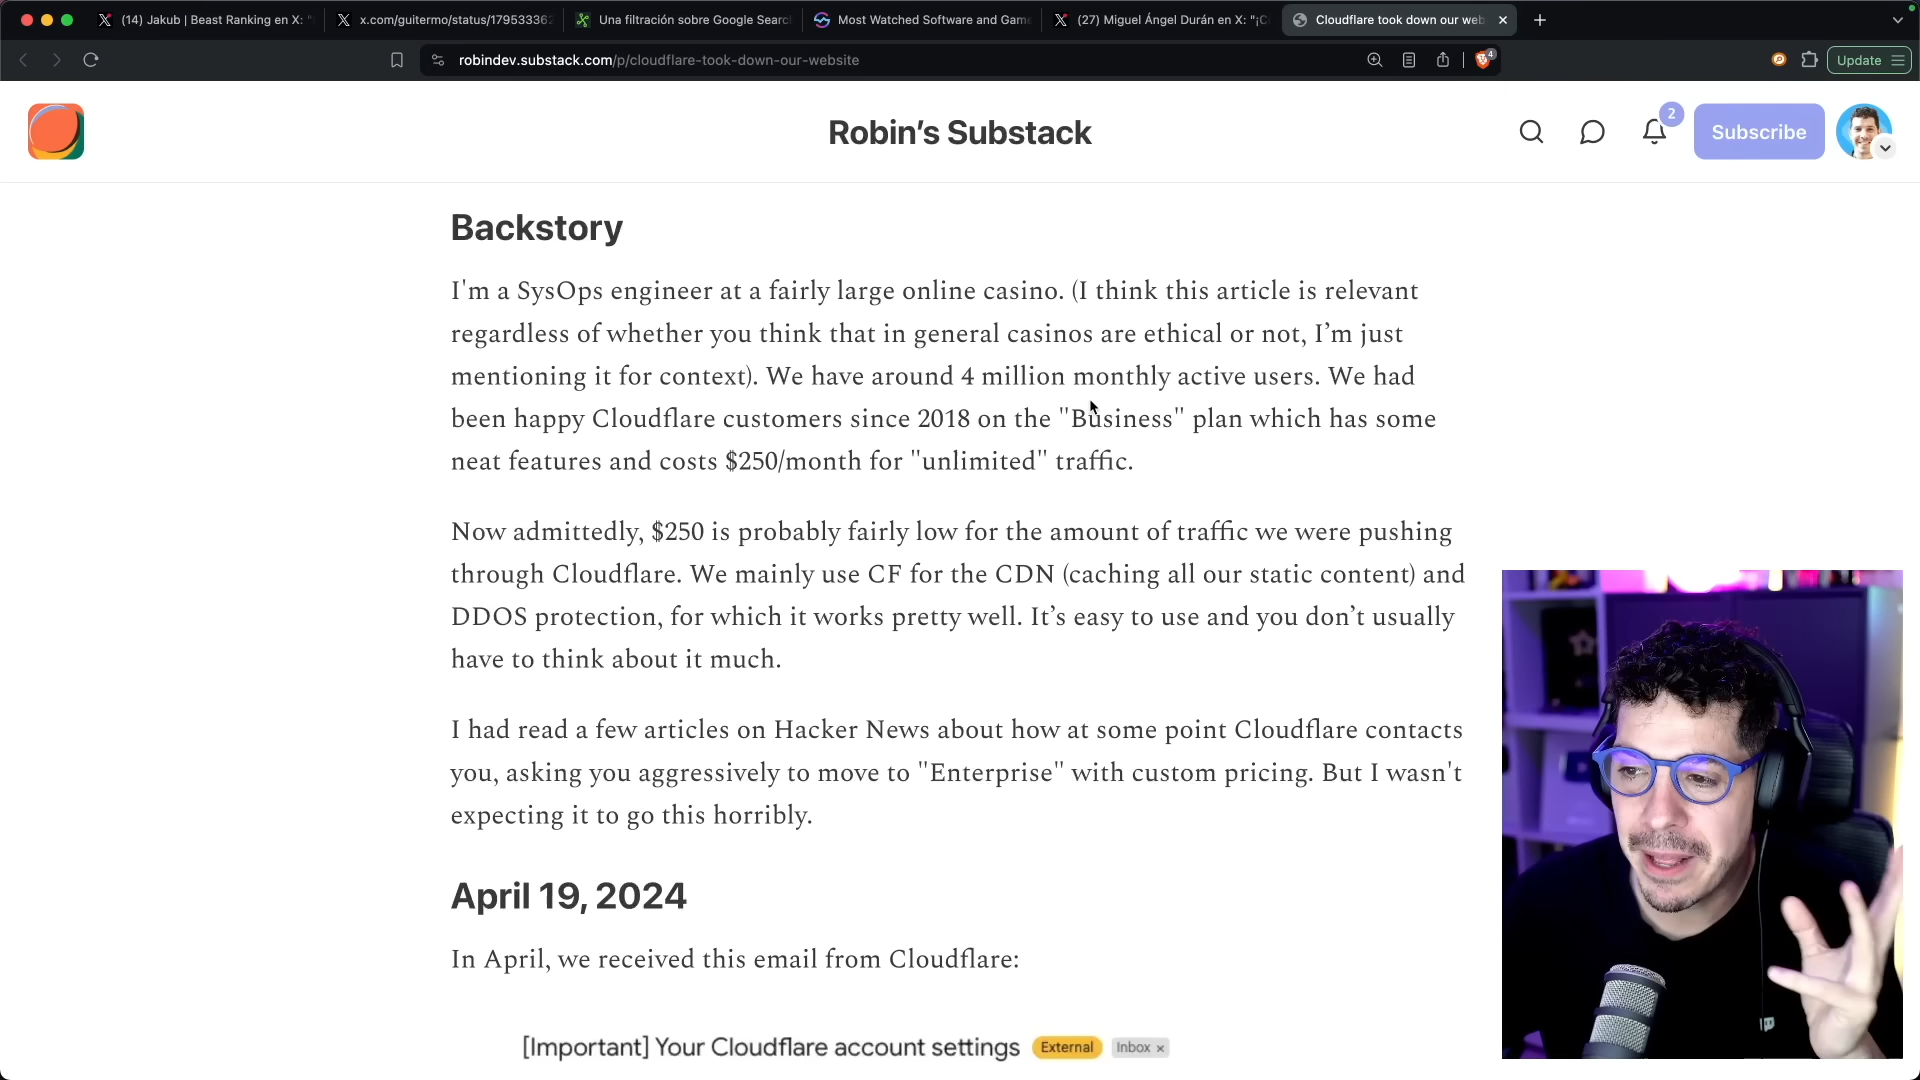 (14) Jakub | Beast Ranking en X: "
x.com/guitermo/status/179533362
Una filtración sobre Google Searc
Most Watched Software and Game
(27) Miguel Ángel Durán en X: "¡C
Cloudflare took down our web
robindev.substack.com/p/cloudflare-took-down-our-website
4
Update
Robin’s Substack
2
Subscribe
Backstory
I'm a SysOps engineer at a fairly large online casino. (I think this article is relevant
regardless of whether you think that in general casinos are ethical or not, I’m just
mentioning it for context). We have around 4 million monthly active users. We had
been happy Cloudflare customers since 2018 on the "Business" plan which has some
neat features and costs $250/month for "unlimited" traffic.
Now admittedly, $250 is probably fairly low for the amount of traffic we were pushing
through Cloudflare. We mainly use CF for the CDN (caching all our static content) and
DDOS protection, for which it works pretty well. It’s easy to use and you don’t usually
have to think about it much.
I had read a few articles on Hacker News about how at some point Cloudflare contacts
you, asking you aggressively to move to "Enterprise" with custom pricing. But I wasn't
expecting it to go this horribly.
April 19, 2024
In April, we received this email from Cloudflare:
[Important] Your Cloudflare account settings External Inbox ×